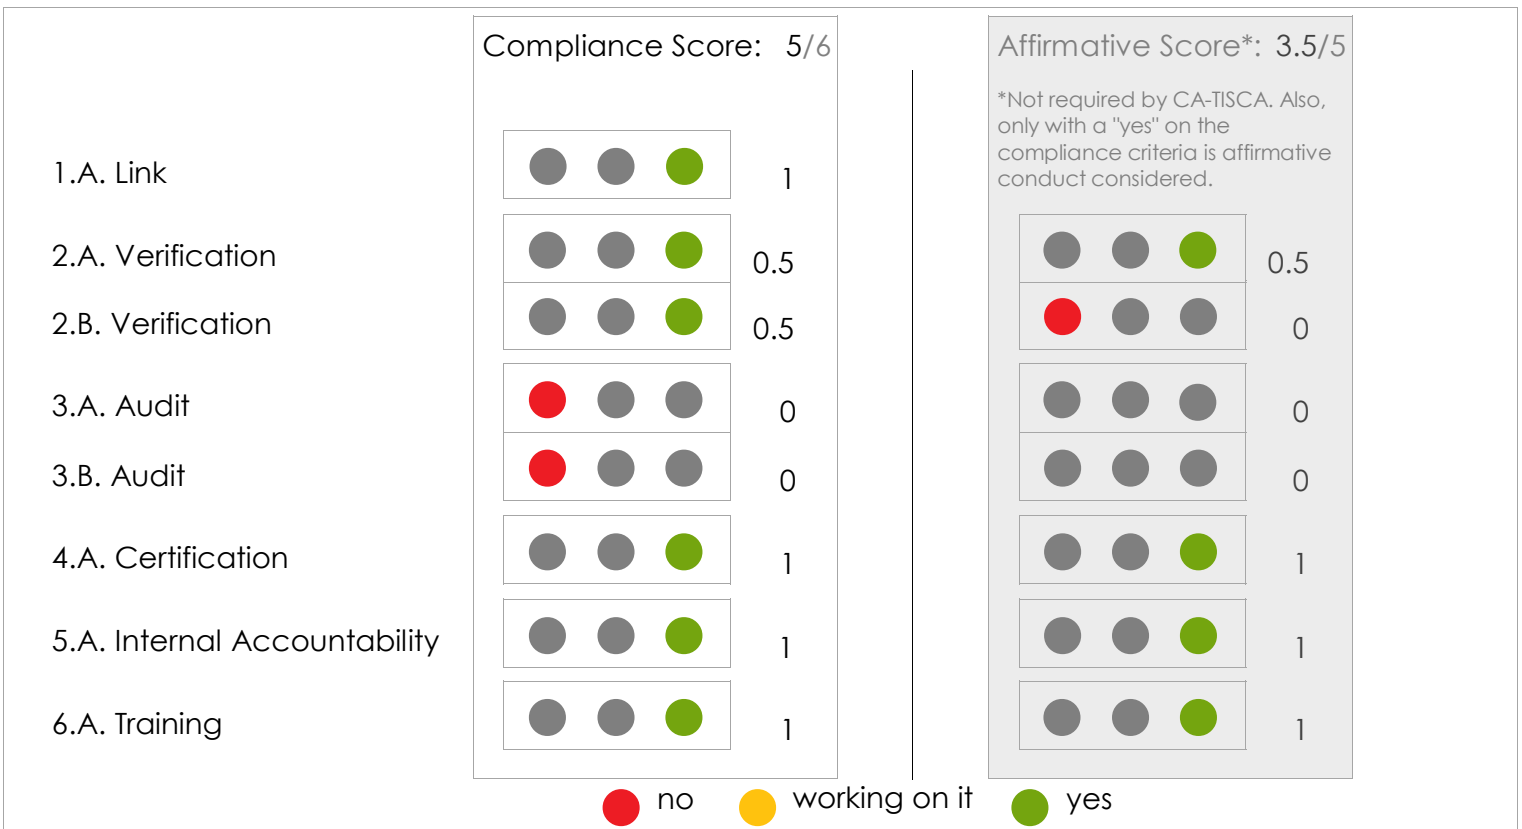 Compliance Score: 5/6
Affirmative Score*: 3.5/5
*Not required by CA-TISCA. Also,
only with a "yes" on the
compliance criteria is affirmative
conduct considered.
1.A. Link 1
2.A. Verification 0.5 0.5
2.B. Verification 0.5 0
3.A. Audit 0 0
3.B. Audit 0 0
4.A. Certification 1 1
5.A. Internal Accountability 1 1
6.A. Training 1 1
no working on it yes